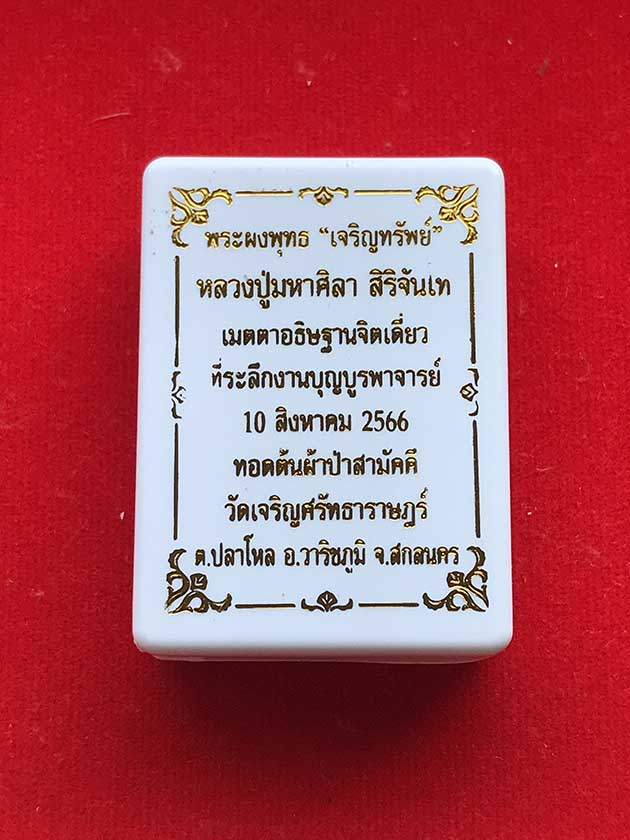 พระผงพุทธ “เจริญทรัพย์”
หลวงปู่มหาศิลา สิริจันเท
เมตตาอธิษฐานจิตเดี่ยว
ที่ระลึกงานบุญบูรพาจารย์
10 สิงหาคม 2566
ทอดต้นผ้าป่าสามัคคี
วัดเจริญศรัทธาราษฎร์
ต.ปลาโหล อ.วาริชภูมิ จ.สกลนคร